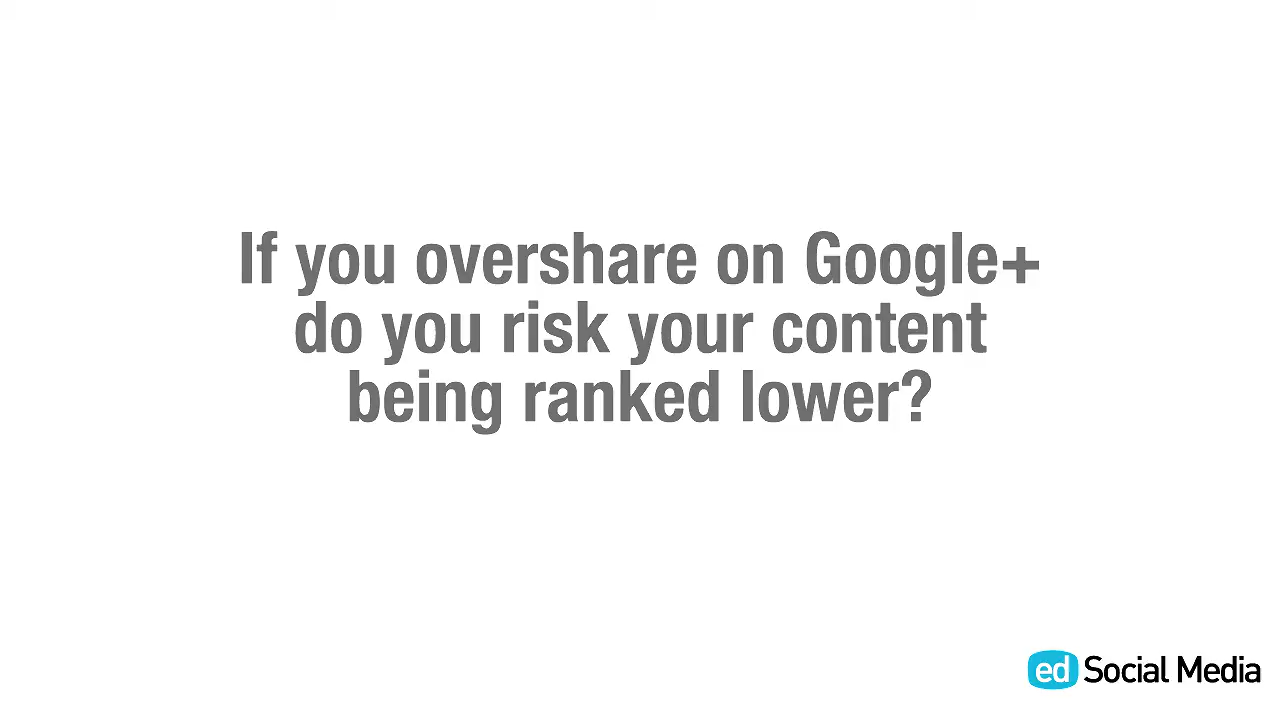 If you overshare on Google+
do you risk your content
being ranked lower?
ed Social Media